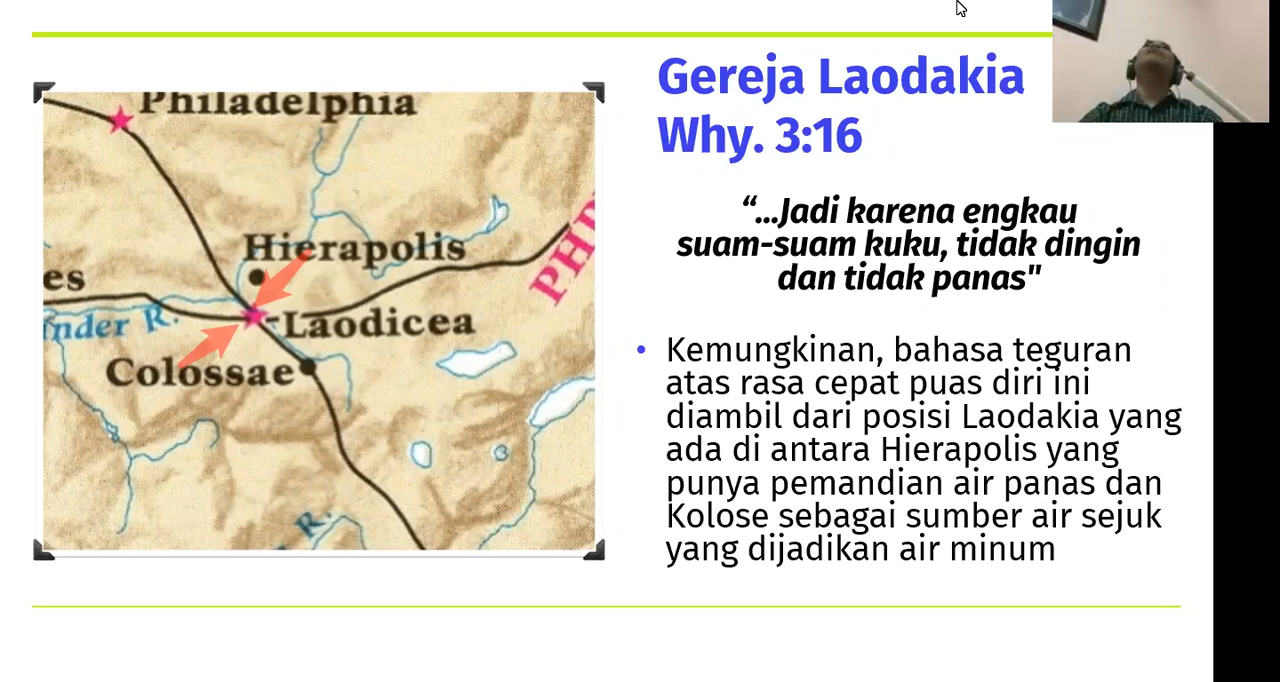 Philadelphia
Hierapolis
es
PHR
nder R.
Laodicea
Colossae
R.
Gereja Laodakia
Why. 3:16
“...Jadi karena engkau
suam-suam kuku, tidak dingin
dan tidak panas"
• Kemungkinan, bahasa teguran
atas rasa cepat puas diri ini
diambil dari posisi Laodakia yang
ada di antara Hierapolis yang
punya pemandian air panas dan
Kolose sebagai sumber air sejuk
yang dijadikan air minum